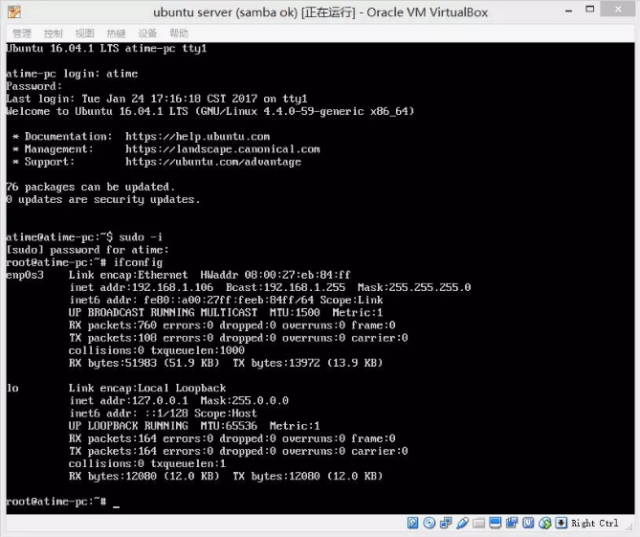 ubuntu server (samba ok) [正在运行] - Oracle VM VirtualBox
管理 控制 视图 热键 设备 帮助
Ubuntu 16.04.1 LTS atime-pc tty1
atime-pc login: atime
Password:
Last login: Tue Jan 24 17:16:18 CST 2017 on tty1
Welcome to Ubuntu 16.04.1 LTS (GNU/Linux 4.4.0-59-generic x86_64)
* Documentation: https://help.ubuntu.com
* Management: https://landscape.canonical.com
* Support: https://ubuntu.com/advantage
76 packages can be updated.
0 updates are security updates.
atime@atime-pc:~$ sudo -i
[sudo] password for atime:
root@atime-pc:~# ifconfig
enp0s3 Link encap:Ethernet HWaddr 08:00:27:eb:84:ff
inet addr:192.168.1.106 Bcast:192.168.1.255 Mask:255.255.255.0
inet6 addr: fe80::a00:27ff:feeb:84ff/64 Scope:Link
UP BROADCAST RUNNING MULTICAST MTU:1500 Metric:1
RX packets:760 errors:0 dropped:0 overruns:0 frame:0
TX packets:108 errors:0 dropped:0 overruns:0 carrier:0
collisions:0 txqueuelen:1000
RX bytes:51983 (51.9 KB) TX bytes:13972 (13.9 KB)
lo Link encap:Local Loopback
inet addr:127.0.0.1 Mask:255.0.0.0
inet6 addr: ::1/128 Scope:Host
UP LOOPBACK RUNNING MTU:65536 Metric:1
RX packets:164 errors:0 dropped:0 overruns:0 frame:0
TX packets:164 errors:0 dropped:0 overruns:0 carrier:0
collisions:0 txqueuelen:1
RX bytes:12080 (12.0 KB) TX bytes:12080 (12.0 KB)
root@atime-pc:~# _
Right Ctrl